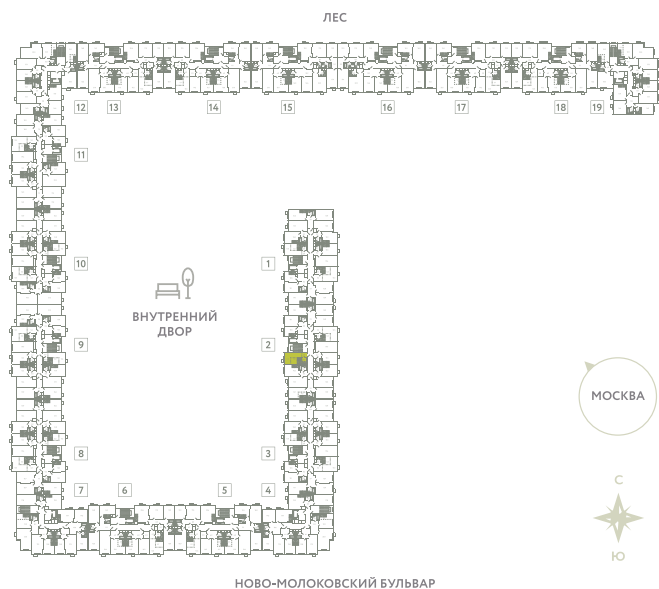 ЛЕС
12 13 14 15 16 17 18 19
11
10 1
ВНУТРЕННИЙ
ДВОР
9 2
МОСКВА
8 3
7 6 5 4
С
Ю
НОВО-МОЛОКОВСКИЙ БУЛЬВАР